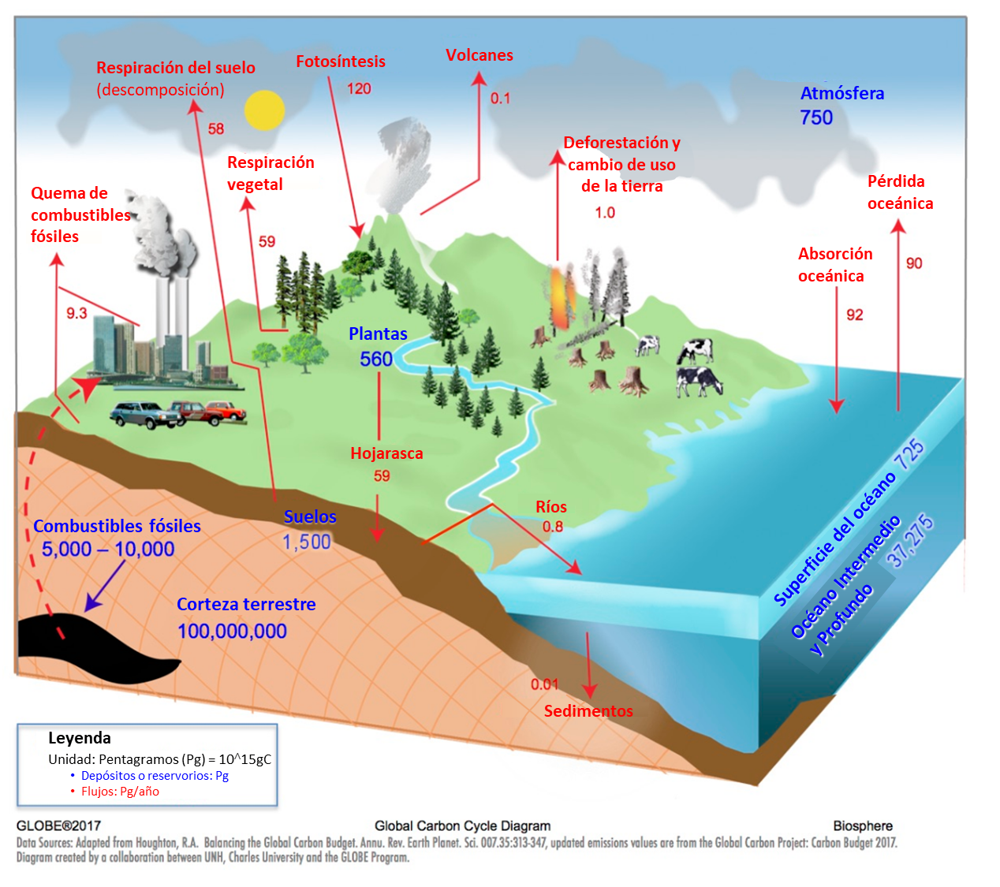 Respiración del suelo
(descomposición)
58
Fotosíntesis
120
Volcanes
0.1
Atmósfera
750
Respiración
vegetal
59
Deforestación y
cambio de uso
de la tierra
1.0
Pérdida
oceánica
90
Quema de
combustibles
fósiles
9.3
Absorción
oceánica
92
Plantas
560
Hojarasca
59
Ríos
0.8
Suelos
1,500
Combustibles fósiles
5,000 – 10,000
Corteza terrestre
100,000,000
Superficie del océano 725
Océano Intermedio
y Profundo
37,275
0.01
Sedimentos
Leyenda
Unidad: Pentagramos (Pg) = 10^15gC
• Depósitos o reservorios: Pg
• Flujos: Pg/año
GLOBE®2017
Global Carbon Cycle Diagram
Biosphere
Data Sources: Adapted from Houghton, R.A. Balancing the Global Carbon Budget. Annu. Rev. Earth Planet. Sci. 007.35:313-347, updated emissions values are from the Global Carbon Project: Carbon Budget 2017.
Diagram created by a collaboration between UNH, Charles University and the GLOBE Program.